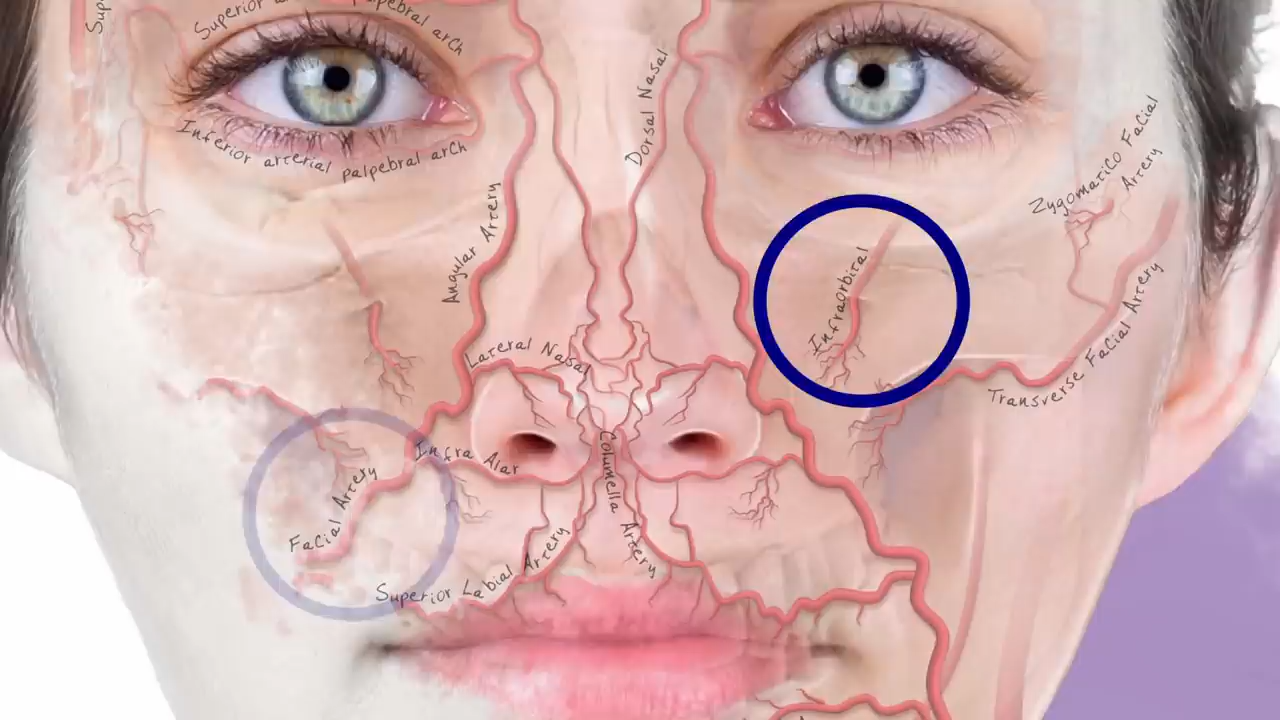 Superior arterial palpebral arCh
Inferior arterial palpebral arCh
Dorsal Nasal
Angular Artery
Zygomatico Facial
Artery
Infraorbital
Lateral Nasal
Transverse Facial Artery
Infra Alar
Columella Artery
Facial Artery
Superior Labial Artery